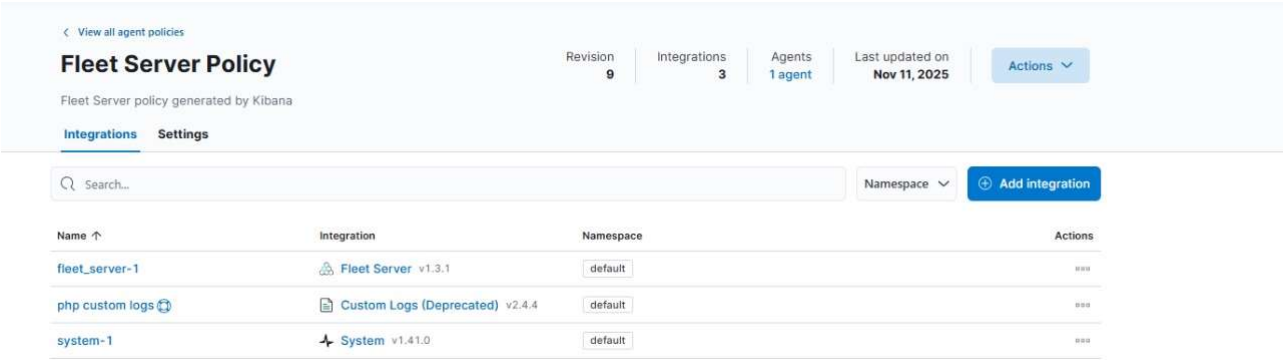 View all agent policies
Fleet Server Policy
Revision Integrations Agents Last updated on
9 3 1 agent Nov 11, 2025
Actions
Fleet Server policy generated by Kibana
Integrations Settings
Search...
Namespace
Add integration
Name Integration Namespace Actions
fleet_server-1 Fleet Server v1.3.1 default
php custom logs Custom Logs (Deprecated) v2.4.4 default
system-1 System v1.41.0 default